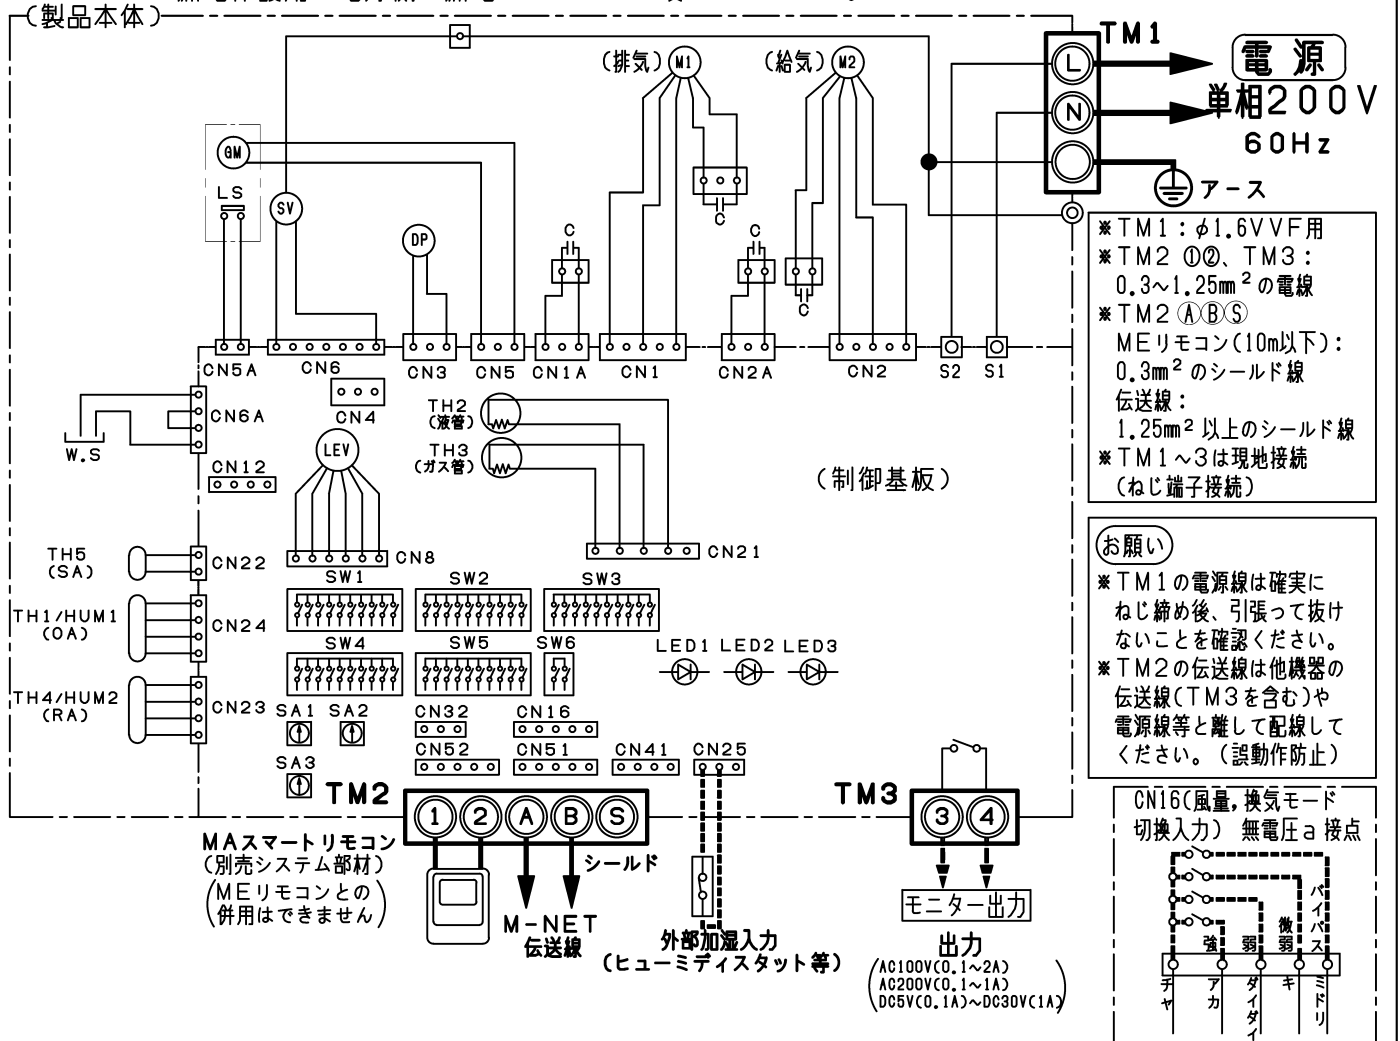 (製品本体)
TM1
L
N
電源
単相200V
60Hz
アース
(排気) M1
(給気) M2
GM
LS
SV
DP
C
C
C
C
CN5A
CN6
CN3
CN5
CN1A
CN1
CN2A
CN2
S2
S1
CN6A
CN4
W.S
CN12
LEV
TH2
(液管)
TH3
(ガス管)
(制御基板)
CN8
CN21
TH5
(SA)
CN22
TH1/HUM1
(OA)
CN24
TH4/HUM2
(RA)
CN23
SW1
SW2
SW3
SW4
SW5
SW6
LED1 LED2 LED3
SA1
SA2
SA3
CN32
CN16
CN52
CN51
CN41
CN25
TM2
1 2 A B S
TM3
3 4
MAスマートリモコン
(別売システム部材)
(MEリモコンとの
併用はできません)
シールド
M-NET
伝送線
外部加湿入力
(ヒューミディスタット等)
モニター出力
出力
(AC100V(0.1~2A)
AC200V(0.1~1A)
DC5V(0.1A)~DC30V(1A))
※TM1:φ1.6VVF用
※TM2 ①②、TM3:
0.3~1.25mm²の電線
※TM2 ⒶⒷⓈ
MEリモコン(10m以下):
0.3mm²のシールド線
伝送線:
1.25mm²以上のシールド線
※TM1~3は現地接続
(ねじ端子接続)
お願い
※TM1の電源線は確実に
ねじ締め後、引張って抜け
ないことを確認ください。
※TM2の伝送線は他機器の
伝送線(TM3を含む)や
電源線等と離して配線して
ください。(誤動作防止)
CN16(風量,換気モード
切換入力) 無電圧a接点
強
弱
微弱
バイパス
チャ
アカ
ダイダイ
キ
ミドリ